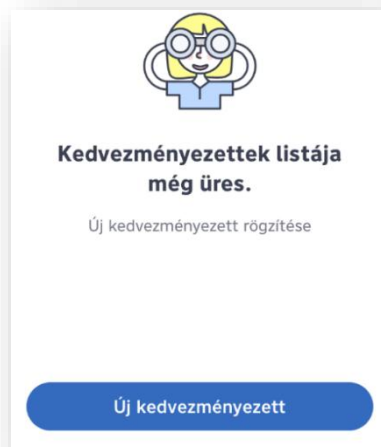 Kedvezményezettek listája
még üres.
Új kedvezményezett rögzítése
Új kedvezményezett